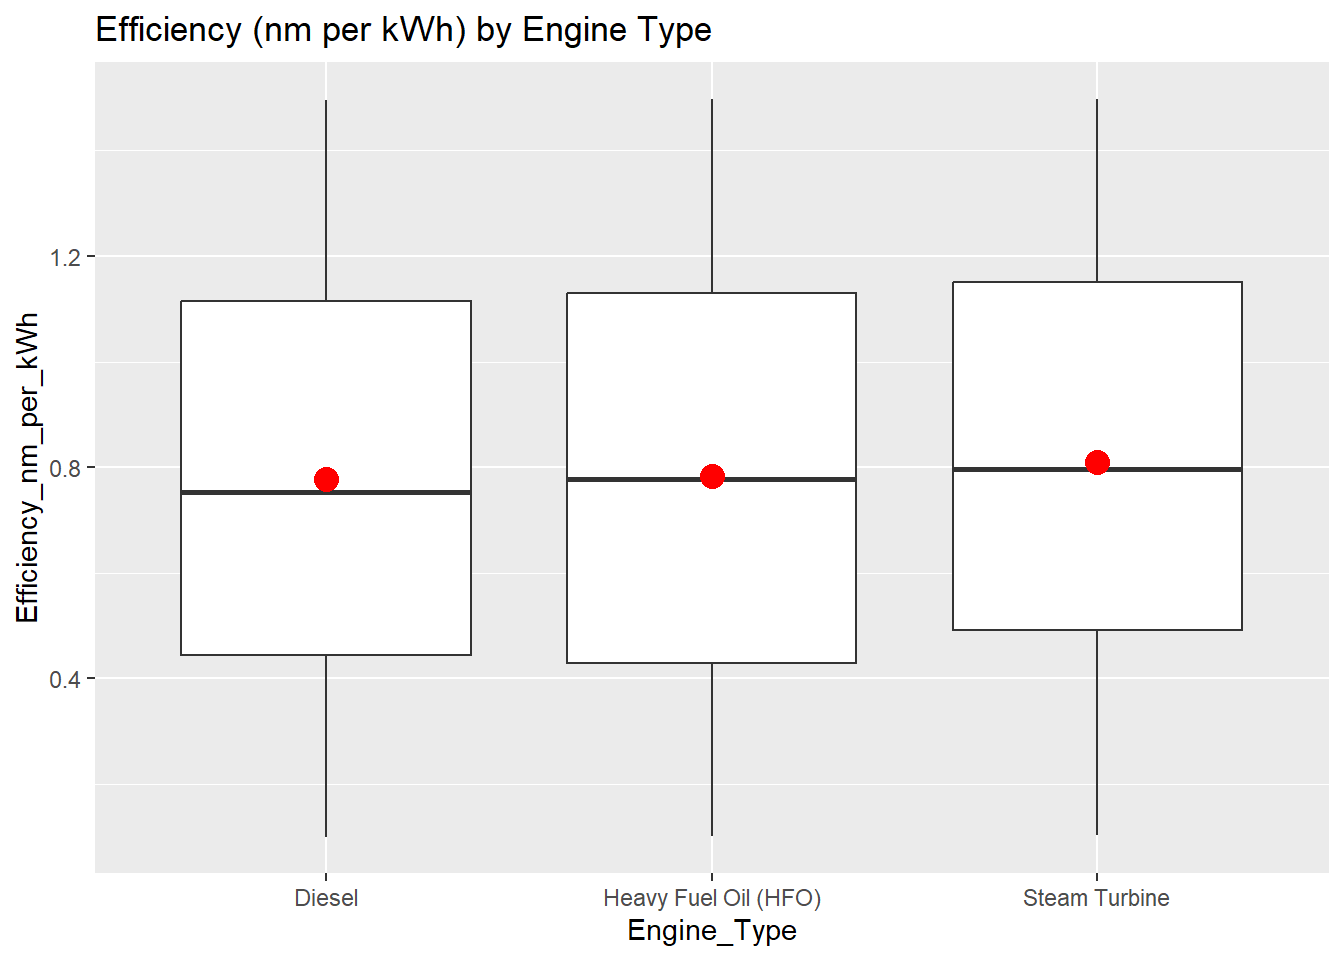 Efficiency (nm per kWh) by Engine Type
Efficiency_nm_per_kWh
1.2
0.8
0.4
Diesel
Heavy Fuel Oil (HFO)
Steam Turbine
Engine_Type